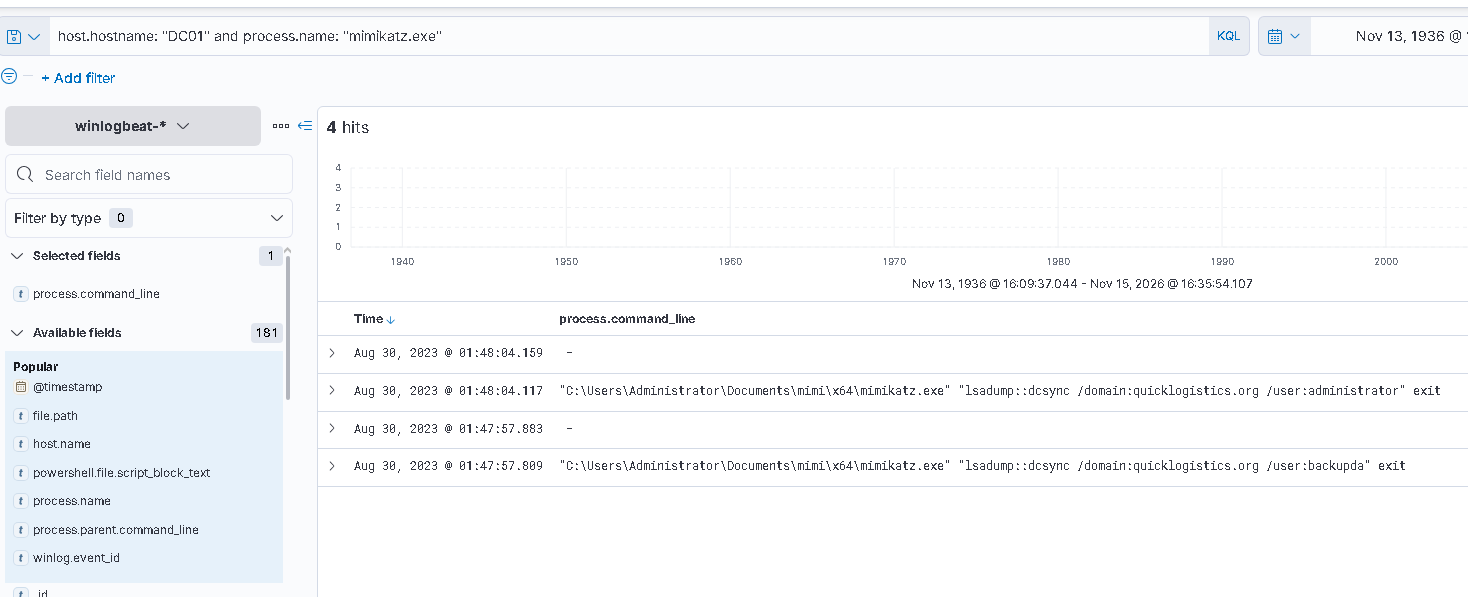 host.hostname: "DC01" and process.name: "mimikatz.exe" KQL Nov 13, 1936 @
+ Add filter
winlogbeat-*
Search field names
Filter by type 0
Selected fields 1
t process.command_line
Available fields 181
Popular
@timestamp
t file.path
t host.name
t powershell.file.script_block_text
t process.name
t process.parent.command_line
t winlog.event_id
t _id
4 hits
4
3
2
1
0
1940 1950 1960 1970 1980 1990 2000
Nov 13, 1936 @ 16:09:37.044 - Nov 15, 2026 @ 16:35:54.107
Time process.command_line
Aug 30, 2023 @ 01:48:04.159 -
Aug 30, 2023 @ 01:48:04.117 "C:\Users\Administrator\Documents\mimi\x64\mimikatz.exe" "lsadump::dcsync /domain:quicklogistics.org /user:administrator" exit
Aug 30, 2023 @ 01:47:57.883 -
Aug 30, 2023 @ 01:47:57.809 "C:\Users\Administrator\Documents\mimi\x64\mimikatz.exe" "lsadump::dcsync /domain:quicklogistics.org /user:backupda" exit